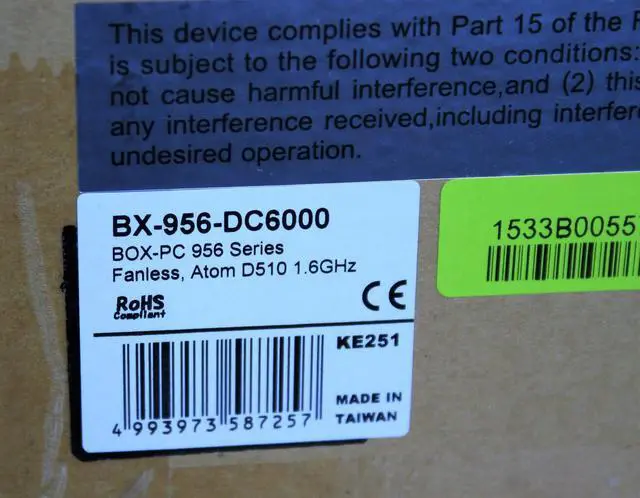 This device complies with Part 15 of the
is subject to the following two conditions:
not cause harmful interference,and (2) this
any interference received,including
undesired operation.
BX-956-DC6000
BOX-PC 956 Series
Fanless, Atom D510 1.6GHz
RoHS
Compliant
CE
KE251
MADE IN
TAIWAN
4 993973 587257
1533B0055